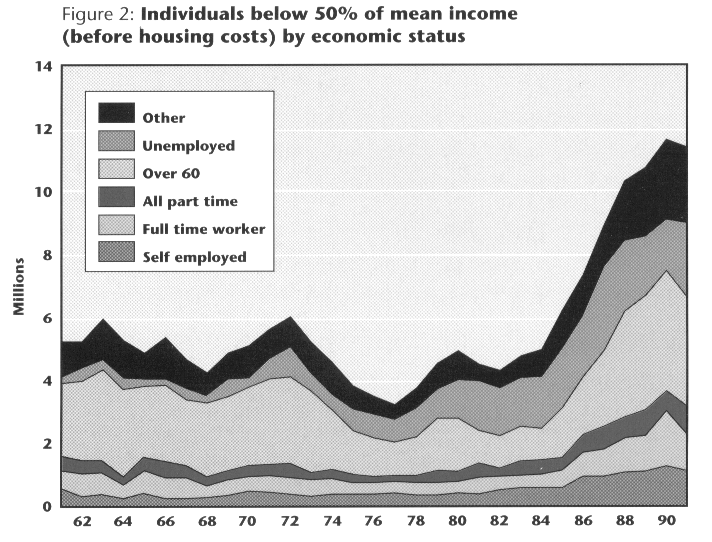 Figure 2: Individuals below 50% of mean income
(before housing costs) by economic status
14
12
10
8
6
4
2
0
Millions
Other
Unemployed
Over 60
All part time
Full time worker
Self employed
62 64 66 68 70 72 74 76 78 80 82 84 86 88 90